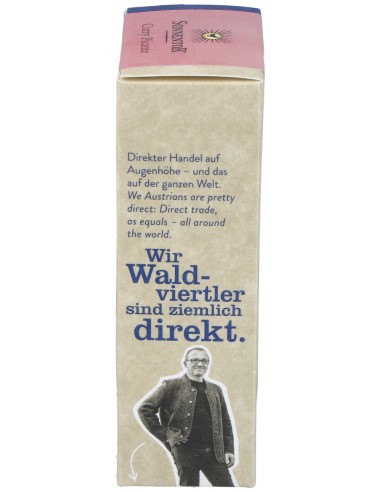 SONNENTOR
Curry Pikante
Direkter Handel auf
Augenhöhe – und das
auf der ganzen Welt.
We Austrians are pretty
direct: Direct trade,
as equals – all around
the world.
Wir
Wald-
viertler
sind ziemlich
direkt.